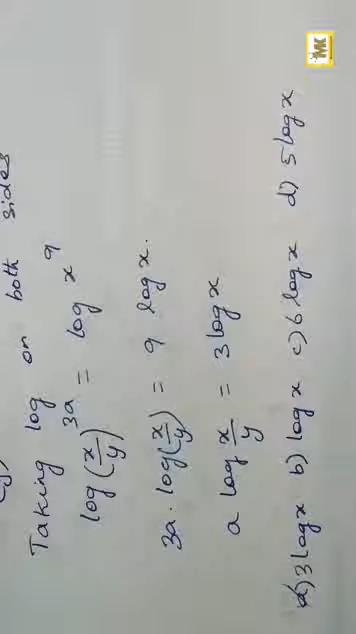 Taking log on both sides
log(x/y)^3a = log x^9
3a. log(x/y) = 9 log x.
a log x/y = 3 log x
a) 3 log x b) log x c) 6 log x d) 5 log x
MC